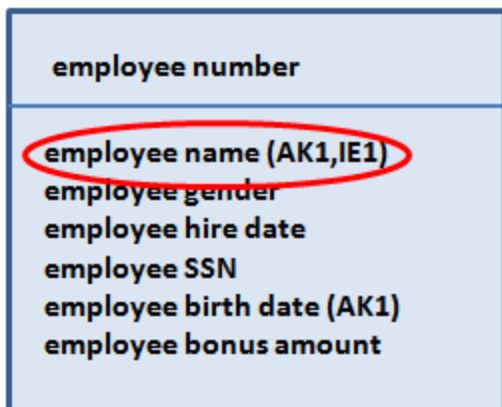 employee number
employee name (AK1,IE1)
employee gender
employee hire date
employee SSN
employee birth date (AK1)
employee bonus amount